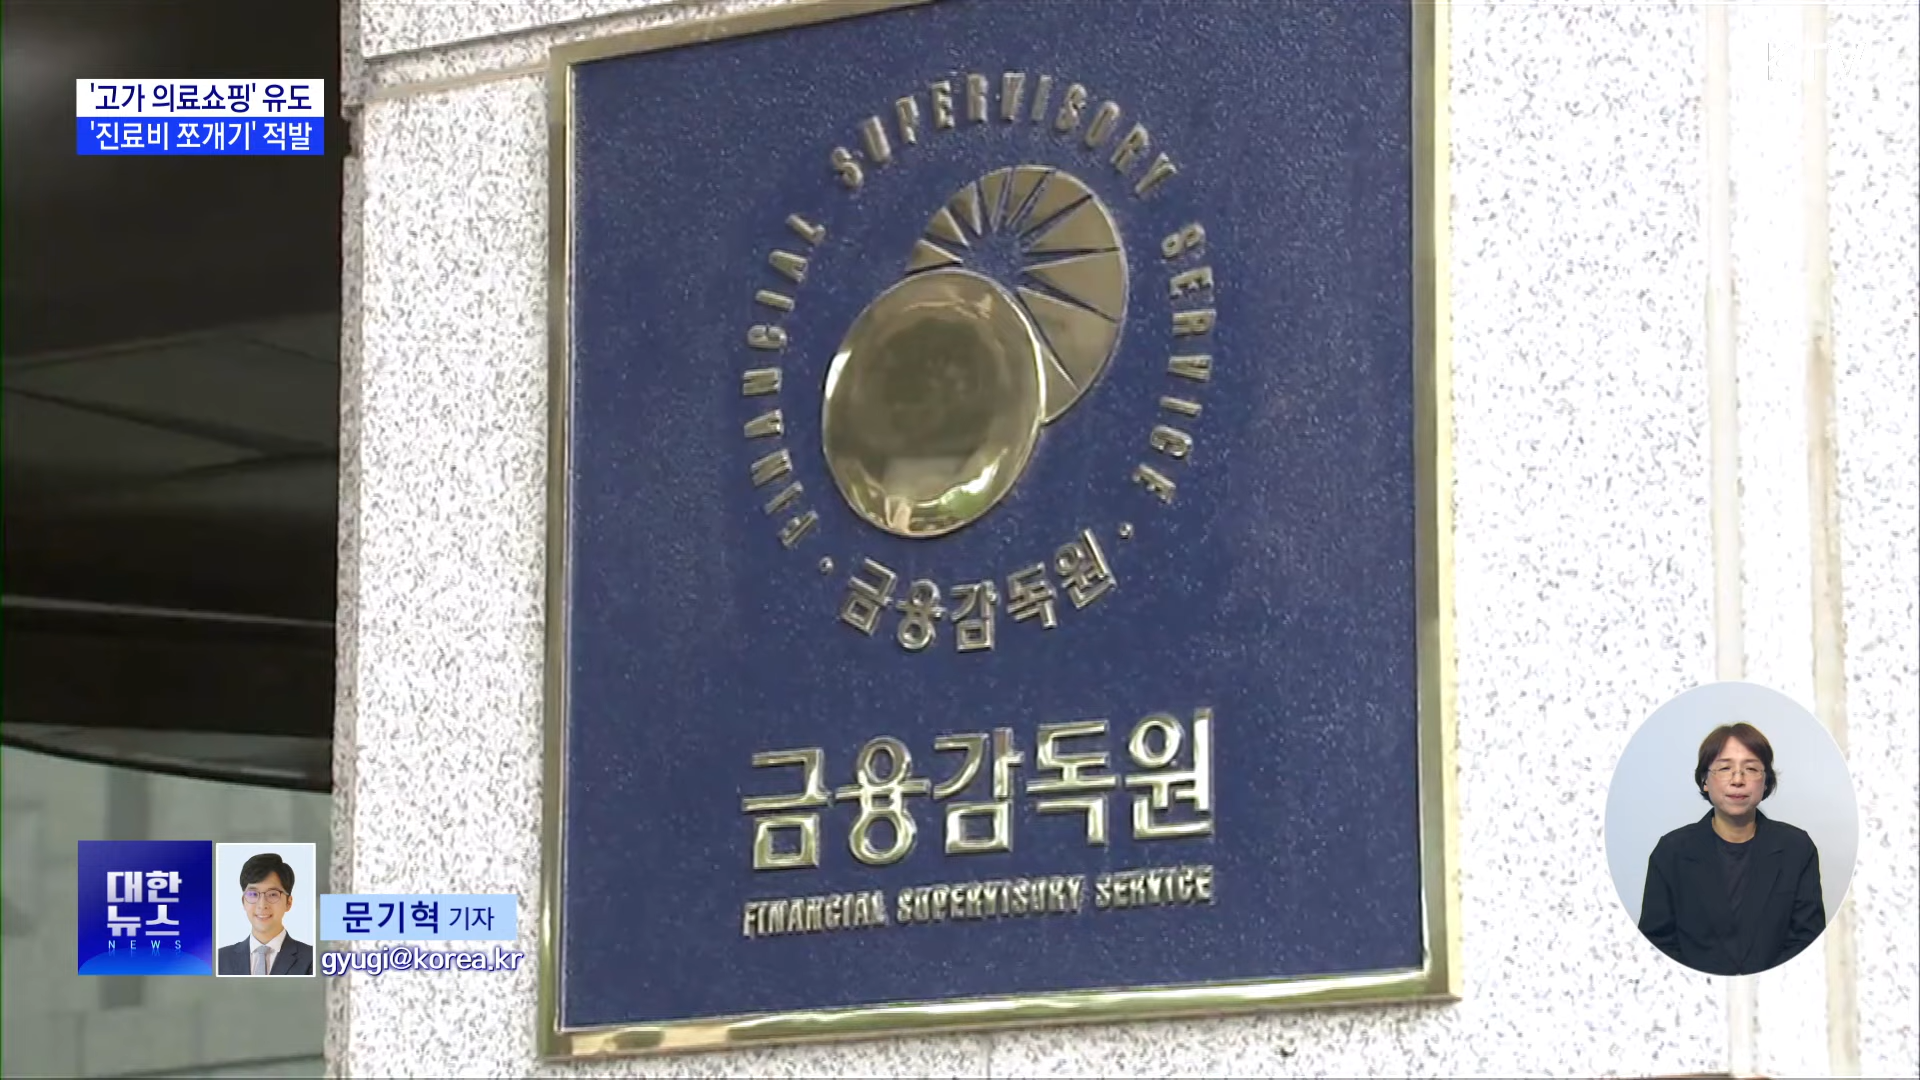 '고가 의료쇼핑' 유도
'진료비 쪼개기' 적발
KTV
FINANCIAL SUPERVISORY SERVICE
· 금융감독원 ·
금융감독원
FINANCIAL SUPERVISORY SERVICE
대한
뉴스
NEWS
문기혁 기자
gyugi@korea.kr